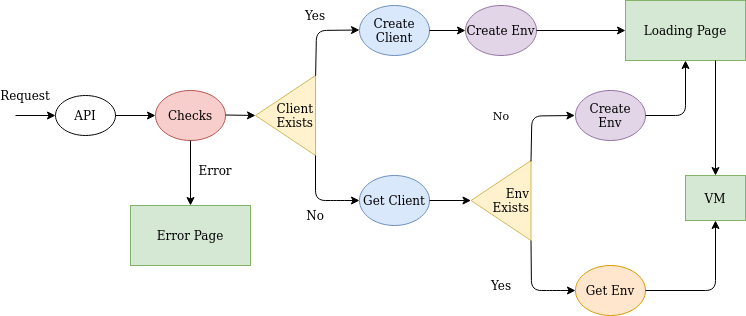 Yes
Create
Client
Create Env
Loading Page
Request
API
Checks
Client
Exists
No
Create
Env
Error
Get Client
Env
Exists
VM
No
Error Page
Yes
Get Env